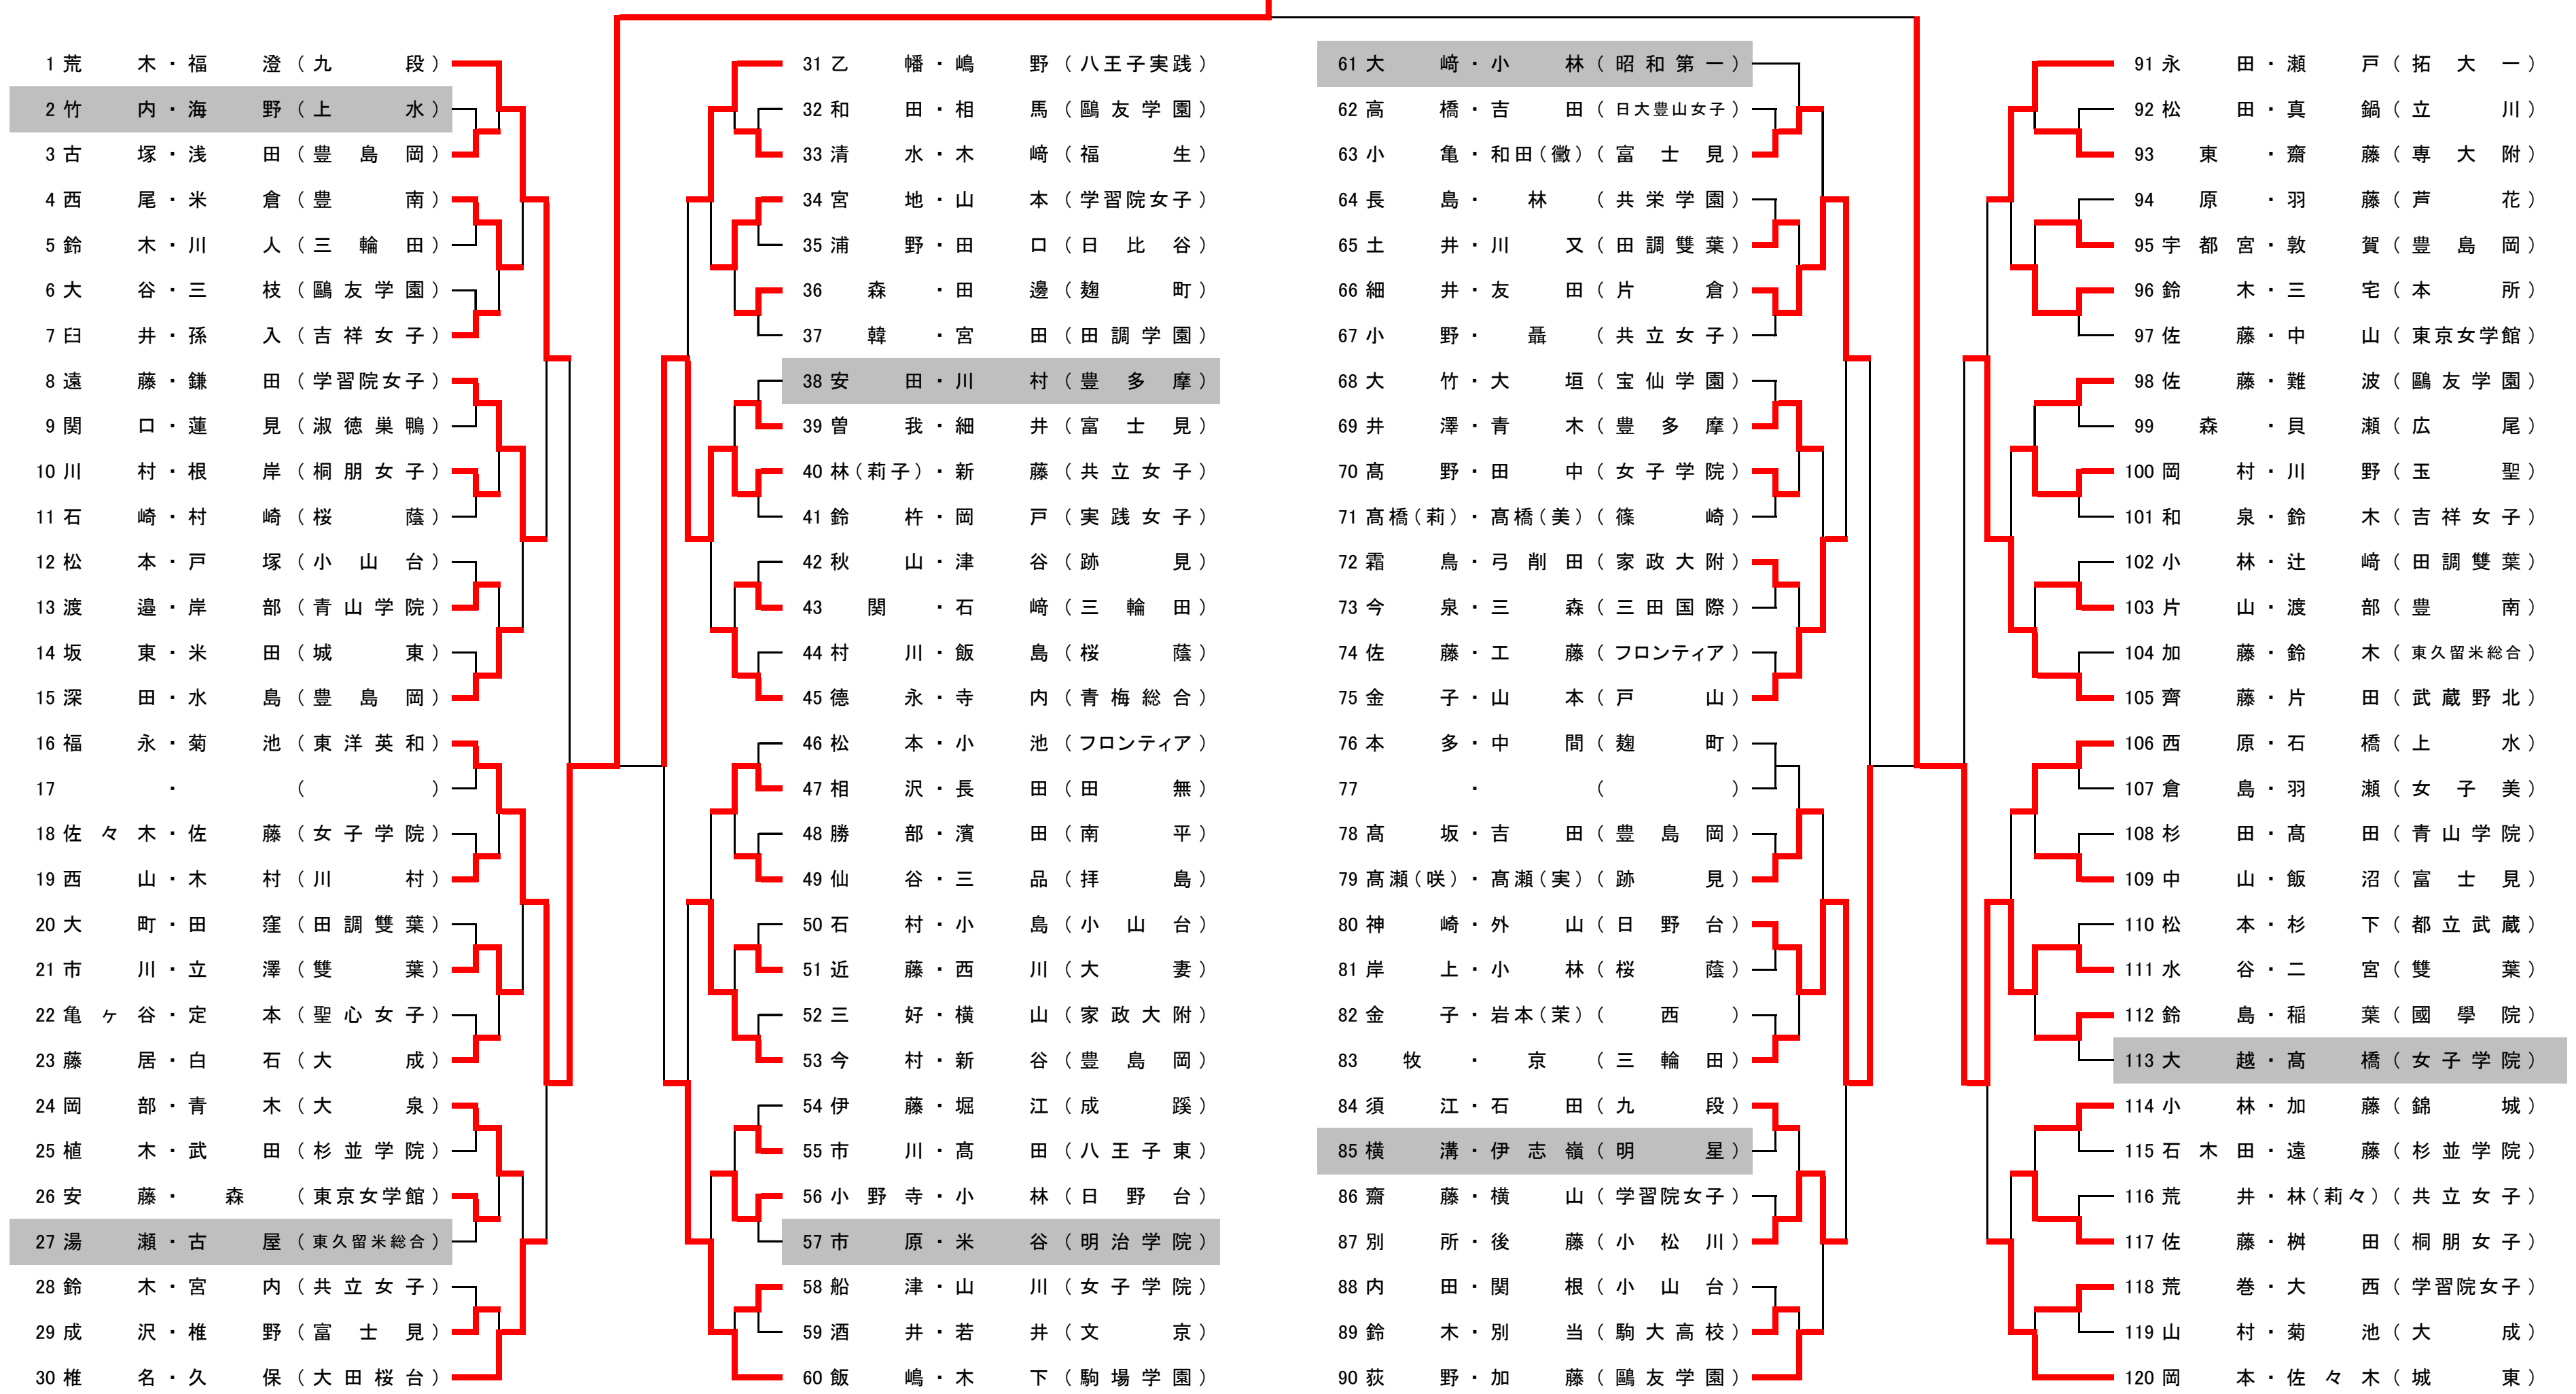 1 荒木・福澄（九段）
2 竹内・海野（上水）
3 古塚・浅田（豊島岡）
4 西尾・米倉（豊南）
5 鈴木・川人（三輪田）
6 大谷・三枝（鷗友学園）
7 臼井・孫入（吉祥女子）
8 遠藤・鎌田（学習院女子）
9 関口・蓮見（淑徳巣鴨）
10 川村・根岸（桐朋女子）
11 石崎・村崎（桜蔭）
12 松本・戸塚（小山台）
13 渡邉・岸部（青山学院）
14 坂東・米田（城東）
15 深田・水島（豊島岡）
16 福永・菊池（東洋英和）
17 ・（ ）
18 佐々木・佐藤（女子学院）
19 西山・木村（川村）
20 大町・田窪（田調雙葉）
21 市川・立澤（雙葉）
22 亀ヶ谷・定本（聖心女子）
23 藤居・白石（大成）
24 岡部・青木（大泉）
25 植木・武田（杉並学院）
26 安藤・森（東京女学館）
27 湯瀬・古屋（東久留米総合）
28 鈴木・宮内（共立女子）
29 成沢・椎野（富士見）
30 椎名・久保（大田桜台）
31 乙幡・嶋野（八王子実践）
32 和田・相馬（鷗友学園）
33 清水・木﨑（福生）
34 宮地・山本（学習院女子）
35 浦野・田口（日比谷）
36 森・田邊（麹町）
37 韓・宮田（田調学園）
38 安田・川村（豊多摩）
39 曽我・細井（富士見）
40 林（莉子）・新藤（共立女子）
41 鈴杵・岡戸（実践女子）
42 秋山・津谷（跡見）
43 関・石﨑（三輪田）
44 村川・飯島（桜蔭）
45 德永・寺内（青梅総合）
46 松本・小池（フロンティア）
47 相沢・長田（田無）
48 勝部・濱田（南平）
49 仙谷・三品（拝島）
50 石村・小島（小山台）
51 近藤・西川（大妻）
52 三好・横山（家政大附）
53 今村・新谷（豊島岡）
54 伊藤・堀江（成蹊）
55 市川・髙田（八王子東）
56 小野寺・小林（日野台）
57 市原・米谷（明治学院）
58 船津・山川（女子学院）
59 酒井・若井（文京）
60 飯嶋・木下（駒場学園）
61 大﨑・小林（昭和第一）
62 高橋・吉田（日大豊山女子）
63 小亀・和田（徵）（富士見）
64 長島・林（共栄学園）
65 土井・川又（田調雙葉）
66 細井・友田（片倉）
67 小野・聶（共立女子）
68 大竹・大垣（宝仙学園）
69 井澤・青木（豊多摩）
70 髙野・田中（女子学院）
71 髙橋（莉）・髙橋（美）（篠崎）
72 霜鳥・弓削田（家政大附）
73 今泉・三森（三田国際）
74 佐藤・工藤（フロンティア）
75 金子・山本（戸山）
76 本多・中間（麹町）
77 ・（ ）
78 髙坂・吉田（豊島岡）
79 髙瀬（咲）・髙瀬（実）（跡見）
80 神崎・外山（日野台）
81 岸上・小林（桜蔭）
82 金子・岩本（茉）（西）
83 牧・京（三輪田）
84 須江・石田（九段）
85 横溝・伊志嶺（明星）
86 齋藤・横山（学習院女子）
87 別所・後藤（小松川）
88 内田・関根（小山台）
89 鈴木・別当（駒大高校）
90 荻野・加藤（鷗友学園）
91 永田・瀬戸（拓大一）
92 松田・真鍋（立川）
93 東・齋藤（専大附）
94 原・羽藤（芦花）
95 宇都宮・敦賀（豊島岡）
96 鈴木・三宅（本所）
97 佐藤・中山（東京女学館）
98 佐藤・難波（鷗友学園）
99 森・貝瀬（広尾）
100 岡村・川野（玉聖）
101 和泉・鈴木（吉祥女子）
102 小林・辻﨑（田調雙葉）
103 片山・渡部（豊南）
104 加藤・鈴木（東久留米総合）
105 齊藤・片田（武蔵野北）
106 西原・石橋（上水）
107 倉島・羽瀬（女子美）
108 杉田・髙田（青山学院）
109 中山・飯沼（富士見）
110 松本・杉下（都立武蔵）
111 水谷・二宮（雙葉）
112 鈴島・稲葉（國學院）
113 大越・髙橋（女子学院）
114 小林・加藤（錦城）
115 石木田・遠藤（杉並学院）
116 荒井・林（莉々）（共立女子）
117 佐藤・桝田（桐朋女子）
118 荒巻・大西（学習院女子）
119 山村・菊池（大成）
120 岡本・佐々木（城東）